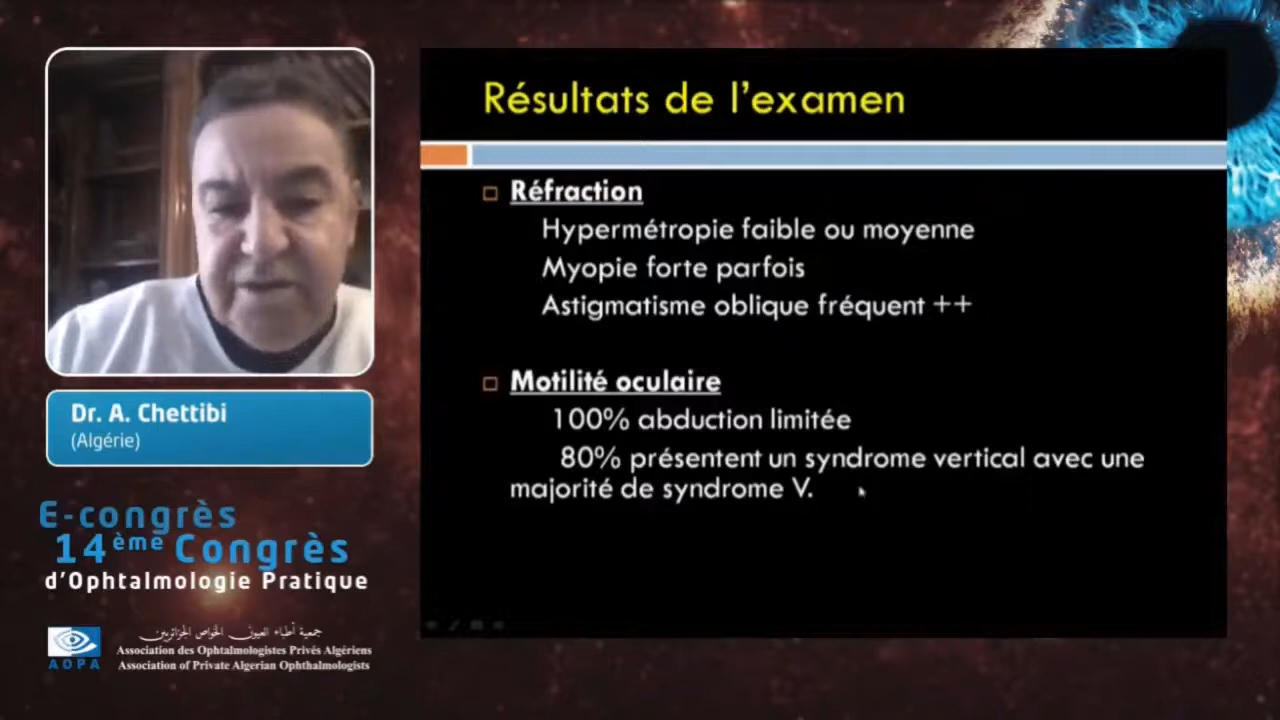 Résultats de l'examen
Réfraction
Hypermétropie faible ou moyenne
Myopie forte parfois
Astigmatisme oblique fréquent ++
Motilité oculaire
100% abduction limitée
80% présentent un syndrome vertical avec une
majorité de syndrome V.
Dr. A. Chettibi
(Algérie)
E-congrès
14ème Congrès
d'Ophtalmologie Pratique
جمعية أطباء العيون الخواص الجزائريين
Association des Ophtalmologistes Privés Algériens
Association of Private Algerian Ophthalmologists
AOPA